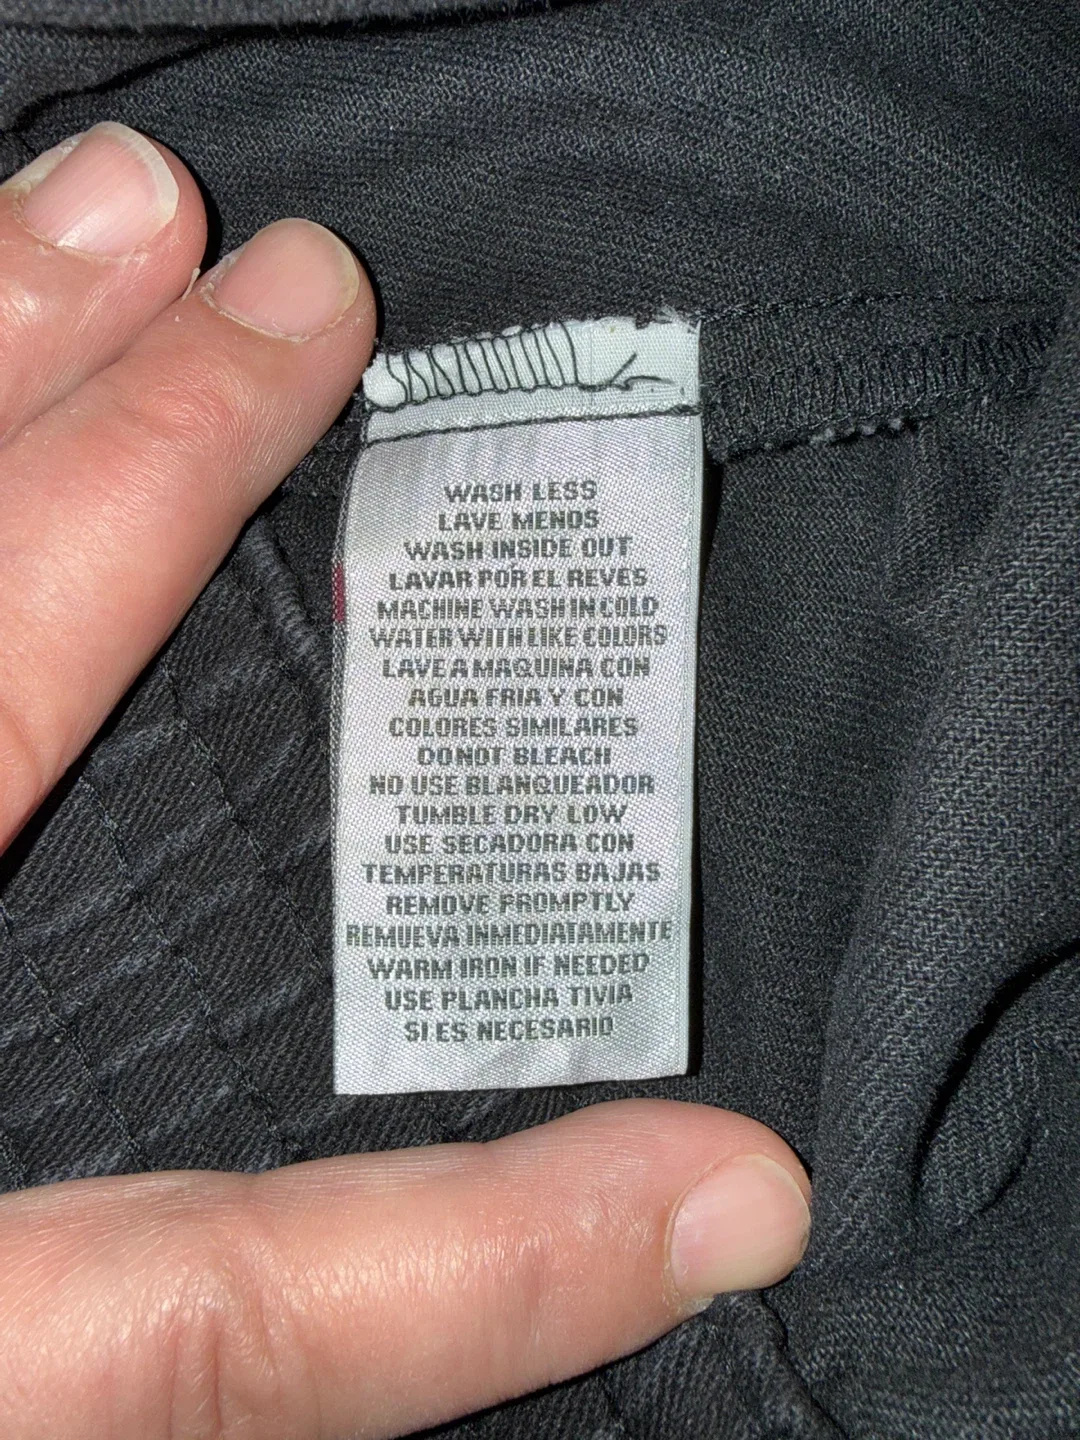 WASH LESS
LAVE MENOS
WASH INSIDE OUT
LAVAR POR EL REVES
MACHINE WASH IN COLD
WATER WITH LIKE COLORS
LAVE A MAQUINA CON
AGUA FRIA Y CON
COLORES SIMILARES
DO NOT BLEACH
NO USE BLANQUEADOR
TUMBLE DRY LOW
USE SECADORA CON
TEMPERATURAS BAJAS
REMOVE PROMPTLY
REMUEVA INMEDIATAMENTE
WARM IRON IF NEEDED
USE PLANCHA TIVIA
SI ES NECESARIO